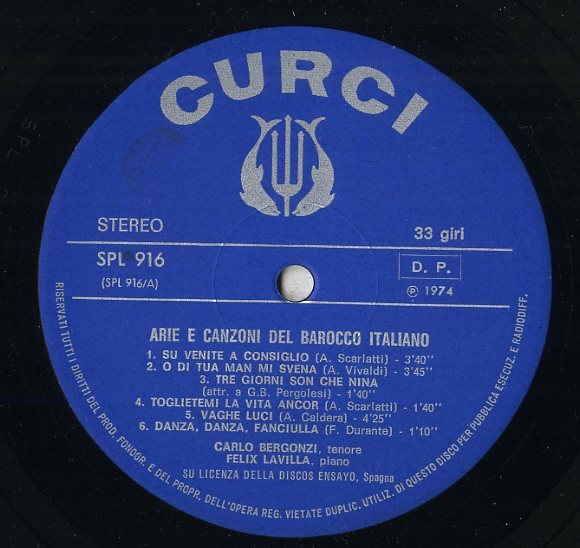 CURCI
STEREO
33 giri
SPL 916
(SPL 916/A)
D. P.
℗ 1974
ARIE E CANZONI DEL BAROCCO ITALIANO
1. SU VENITE A CONSIGLIO (A. Scarlatti) - 3'40''
2. O DI TUA MAN MI SVENA (A. Vivaldi) - 3'45''
3. TRE GIORNI SON CHE NINA
(attr. a G.B. Pergolesi) - 1'40''
4. TOGLIETEMI LA VITA ANCOR (A. Scarlatti) - 1'40''
5. VAGHE LUCI (A. Caldera) - 4'25''
6. DANZA, DANZA, FANCIULLA (F. Durante) - 1'10''
CARLO BERGONZI, tenore
FELIX LAVILLA, piano
SU LICENZA DELLA DISCOS ENSAYO, Spagna
RISERVATI TUTTI I DIRITTI DEL PROD. FONOGR. E DEL PROPR. DELL'OPERA REG. VIETATE DUPLIC. UTILIZ. DI QUESTO DISCO PER PUBBLICA ESECUZ. E RADIODIFF.